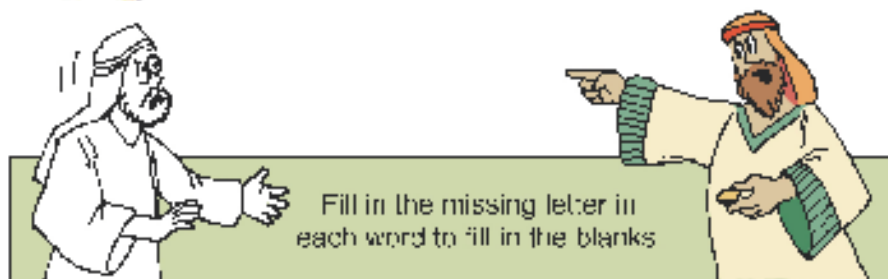 Fill in the missing letter in
each word to fill in the blanks